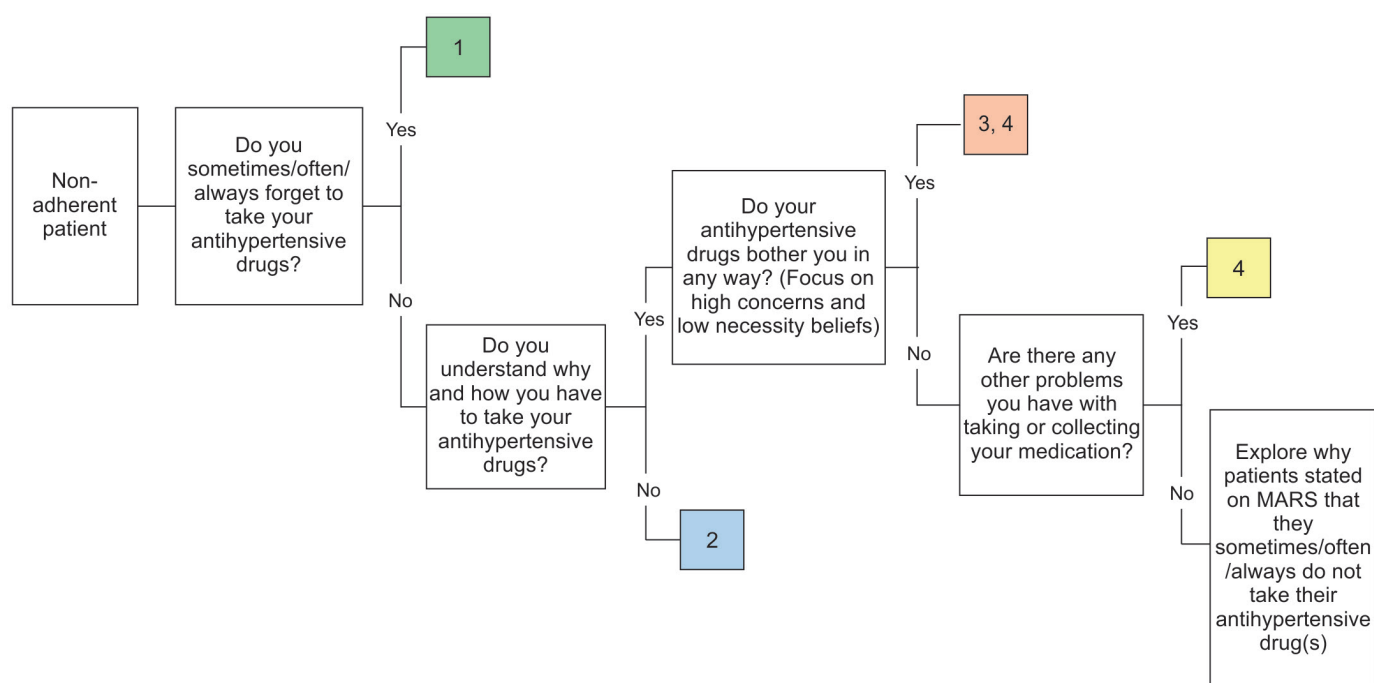 Non-
adherent
patient
Do you
sometimes/often/
always forget to
take your
antihypertensive
drugs?
Yes
1
No
Do you
understand why
and how you have
to take your
antihypertensive
drugs?
Yes
No
2
Do your
antihypertensive
drugs bother you in
any way? (Focus on
high concerns and
low necessity beliefs)
Yes
3, 4
No
Are there any
other problems
you have with
taking or collecting
your medication?
Yes
4
No
Explore why
patients stated
on MARS that
they
sometimes/often
/always do not
take their
antihypertensive
drug(s)